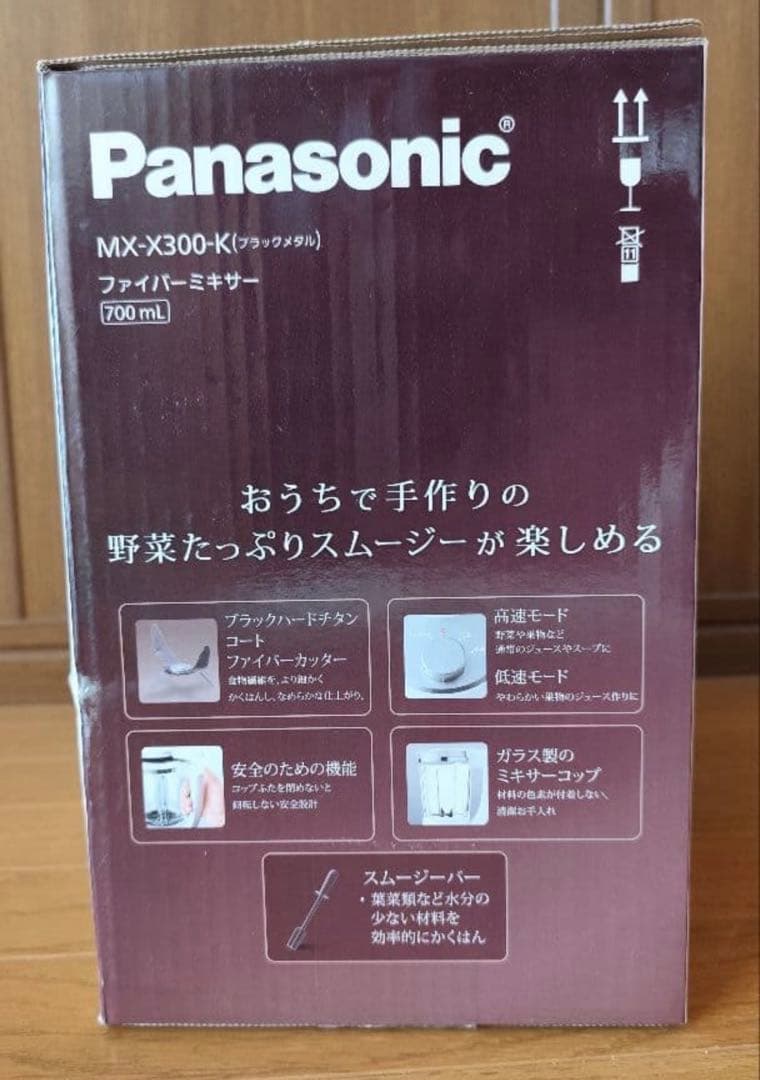 Panasonic®
MX-X300-K(ブラックメタル)
ファイバーミキサー
700 mL
11
おうちで手作りの
野菜たっぷりスムージーが楽しめる
ブラックハードチタン
コート
ファイバーカッター
食物繊維を、より細かく
かくはんし、なめらかな仕上がり。
高速モード
野菜や果物など
通常のジュースやスープに
低速モード
やわらかい果物のジュース作りに
安全のための機能
コップふたを閉めないと
回転しない安全設計
ガラス製の
ミキサーコップ
材料の色素が付着しない、
清潔お手入れ
スムージーバー
・葉菜類など水分の
少ない材料を
効率的にかくはん